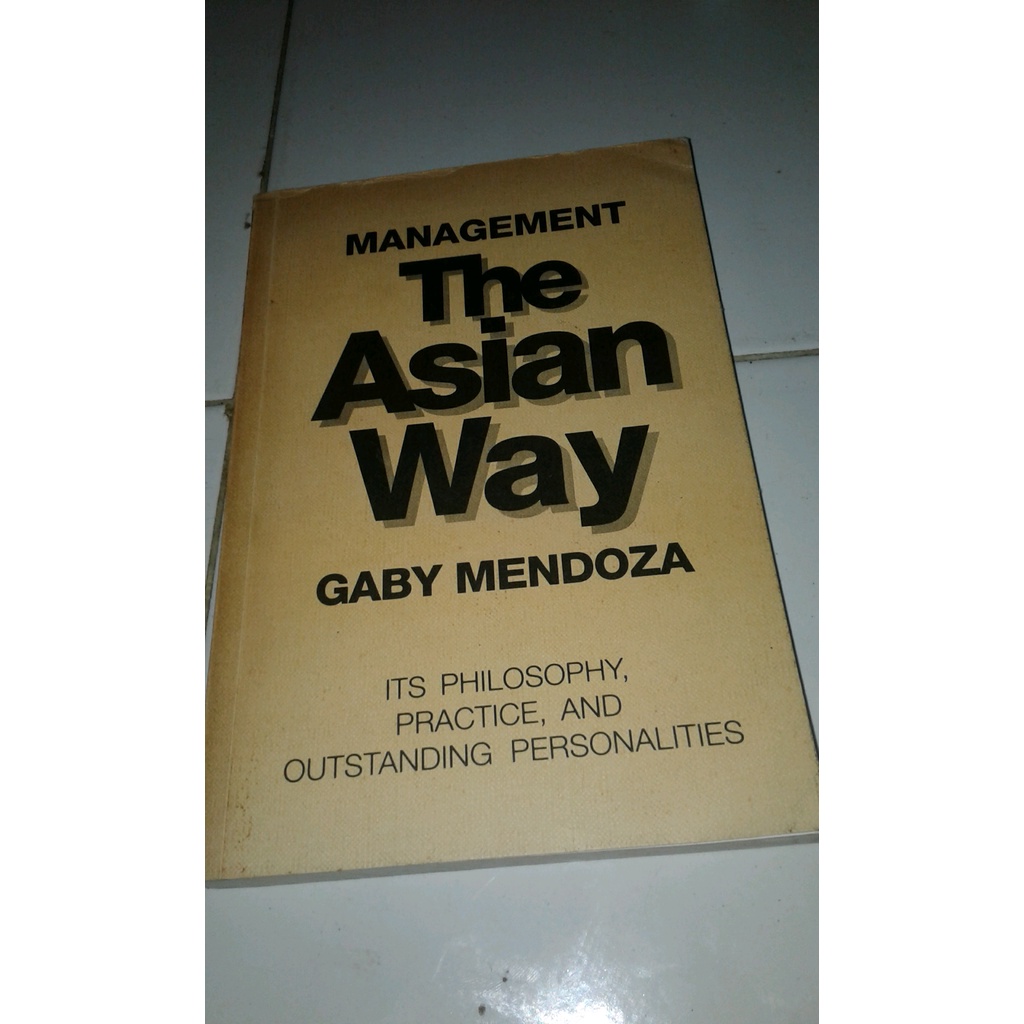 MANAGEMENT
The
Asian
Way
GABY MENDOZA
ITS PHILOSOPHY,
PRACTICE, AND
OUTSTANDING PERSONALITIES